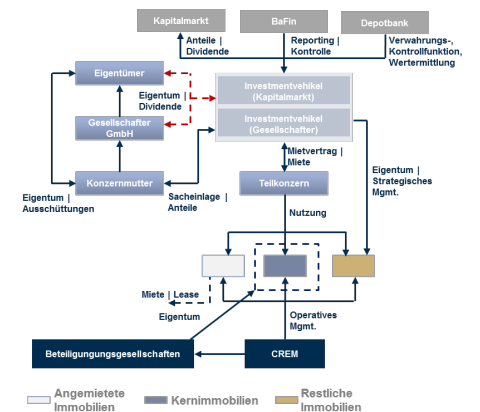 Kapitalmarkt
BaFin
Depotbank
Anteile |
Dividende
Reporting |
Kontrolle
Verwahrungs-,
Kontrollfunktion,
Wertermittlung
Eigentümer
Eigentum |
Dividende
Investmentvehikel
(Kapitalmarkt)
Gesellschafter
GmbH
Investmentvehikel
(Gesellschafter)
Mietvertrag |
Miete
Konzernmutter
Teilkonzern
Eigentum |
Strategisches
Mgmt.
Eigentum |
Ausschüttungen
Sacheinlage |
Anteile
Nutzung
Miete | Lease
Eigentum
Operatives
Mgmt.
Beteiligungungsgesellschaften
CREM
Angemietete
Immobilien
Kernimmobilien
Restliche
Immobilien